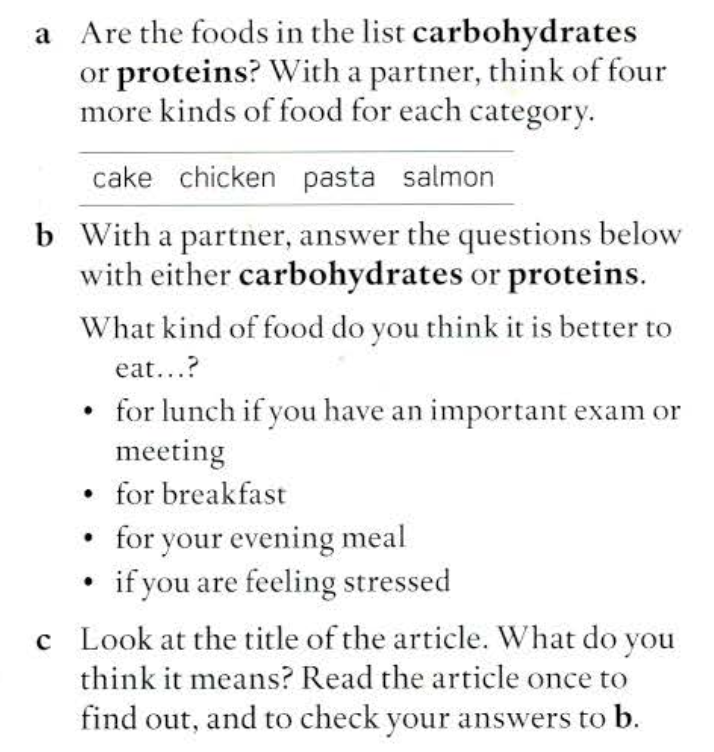 a Are the foods in the list carbohydrates
or proteins? With a partner, think of four
more kinds of food for each category.
cake chicken pasta salmon
b With a partner, answer the questions below
with either carbohydrates or proteins.
What kind of food do you think it is better to
eat...?
• for lunch if you have an important exam or
meeting
• for breakfast
• for your evening meal
• if you are feeling stressed
c Look at the title of the article. What do you
think it means? Read the article once to
find out, and to check your answers to b.